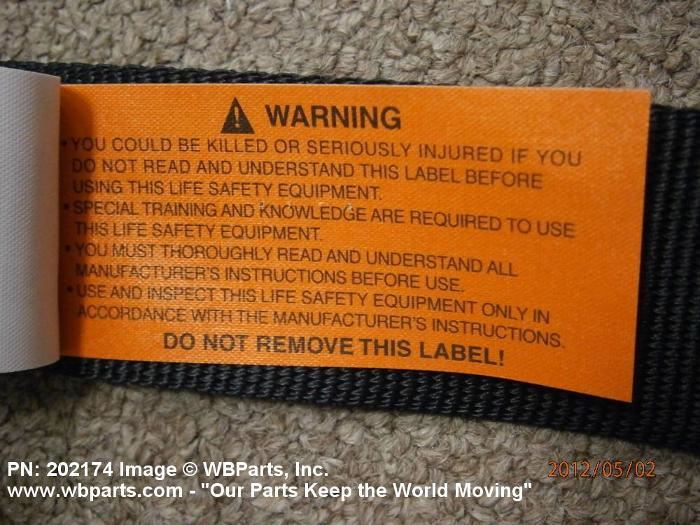 WARNING
• YOU COULD BE KILLED OR SERIOUSLY INJURED IF YOU
DO NOT READ AND UNDERSTAND THIS LABEL BEFORE
USING THIS LIFE SAFETY EQUIPMENT.
• SPECIAL TRAINING AND KNOWLEDGE ARE REQUIRED TO USE
THIS LIFE SAFETY EQUIPMENT.
• YOU MUST THOROUGHLY READ AND UNDERSTAND ALL
MANUFACTURER'S INSTRUCTIONS BEFORE USE.
• USE AND INSPECT THIS LIFE SAFETY EQUIPMENT ONLY IN
ACCORDANCE WITH THE MANUFACTURER'S INSTRUCTIONS.
DO NOT REMOVE THIS LABEL!
PN: 202174 Image © WBParts, Inc.
2012/05/02
www.wbparts.com - "Our Parts Keep the World Moving"